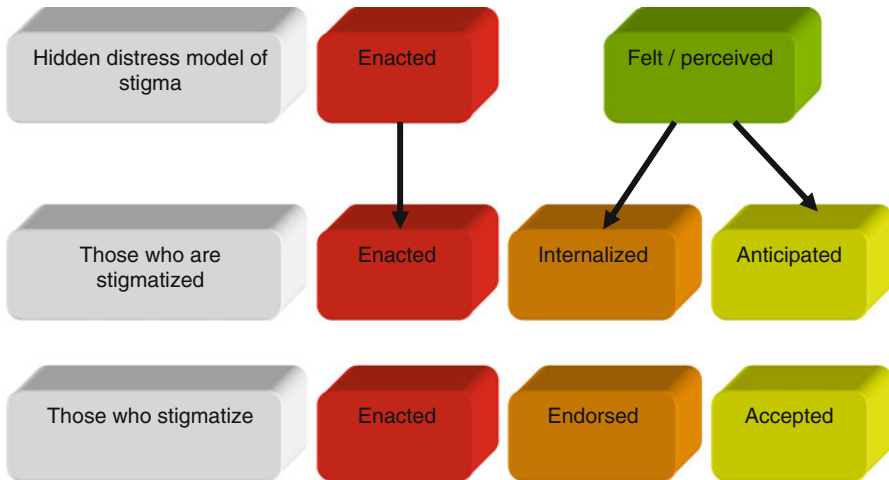 Hidden distress model of
stigma
Enacted
Felt / perceived
Those who are
stigmatized
Enacted
Internalized
Anticipated
Those who stigmatize
Enacted
Endorsed
Accepted